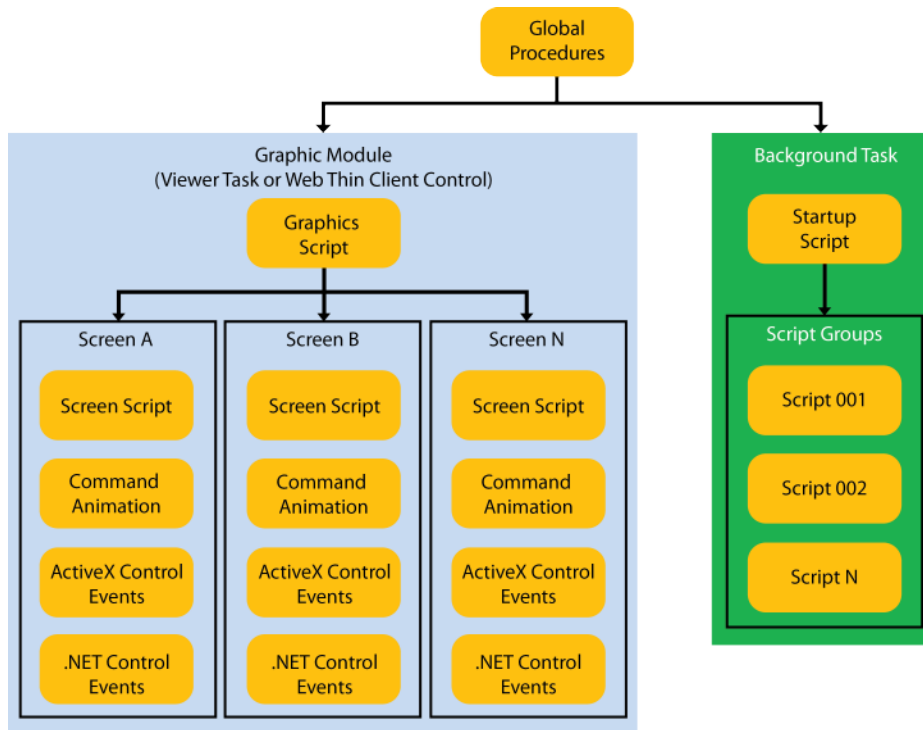 Global
Procedures
Graphic Module
(Viewer Task or Web Thin Client Control)
Graphics
Script
Screen A
Screen Script
Command
Animation
ActiveX Control
Events
.NET Control
Events
Screen B
Screen Script
Command
Animation
ActiveX Control
Events
.NET Control
Events
Screen N
Screen Script
Command
Animation
ActiveX Control
Events
.NET Control
Events
Background Task
Startup
Script
Script Groups
Script 001
Script 002
Script N